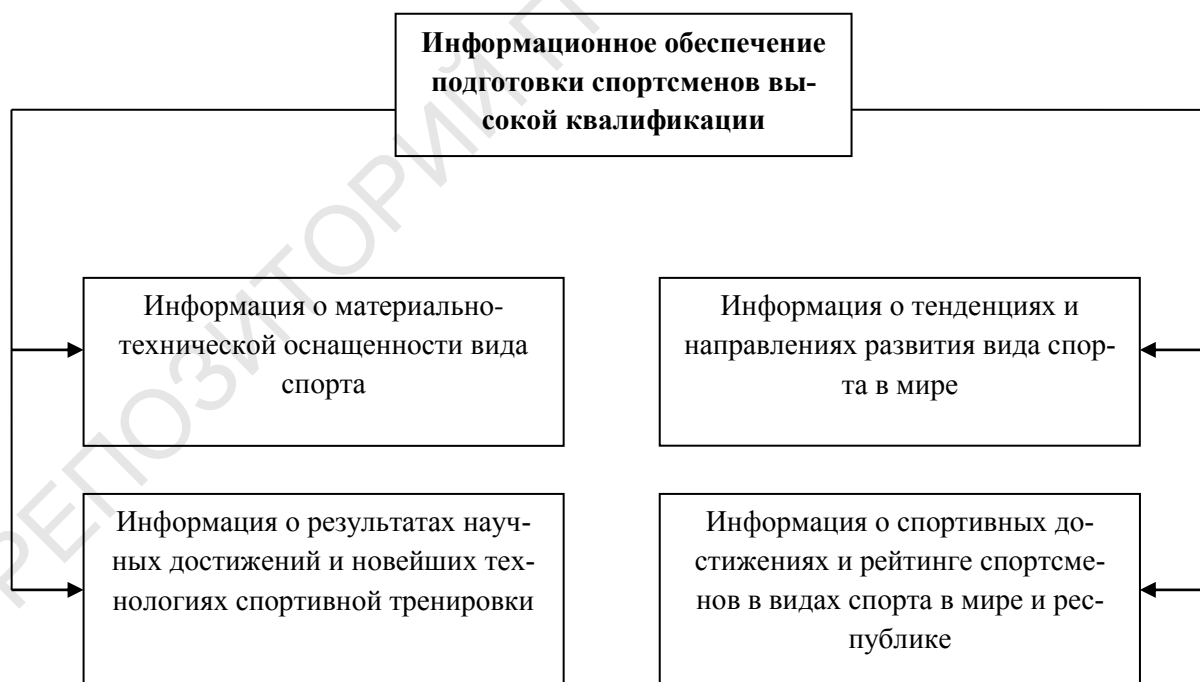 Информационное обеспечение
подготовки спортсменов вы-
сокой квалификации
Информация о материально-
технической оснащенности вида
спорта
Информация о тенденциях и
направлениях развития вида спор-
та в мире
Информация о результатах науч-
ных достижений и новейших тех-
нологиях спортивной тренировки
Информация о спортивных до-
стижениях и рейтинге спортсме-
нов в видах спорта в мире и рес-
публике
РЕПОЗИТОРИЙ П